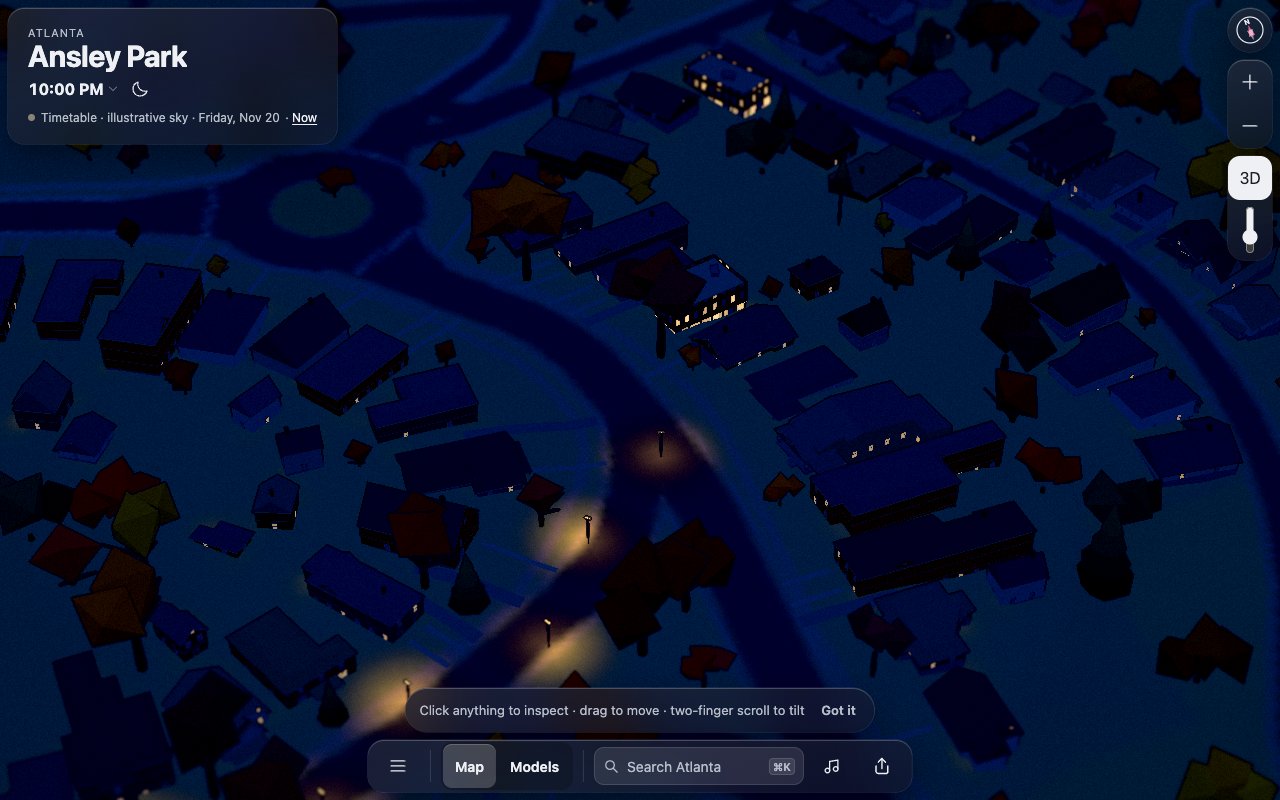 ATLANTA
Ansley Park
10:00 PM
Timetable · illustrative sky · Friday, Nov 20 · Now
N
+
−
3D
Click anything to inspect · drag to move · two-finger scroll to tilt Got it
Map Models Search Atlanta ⌘K